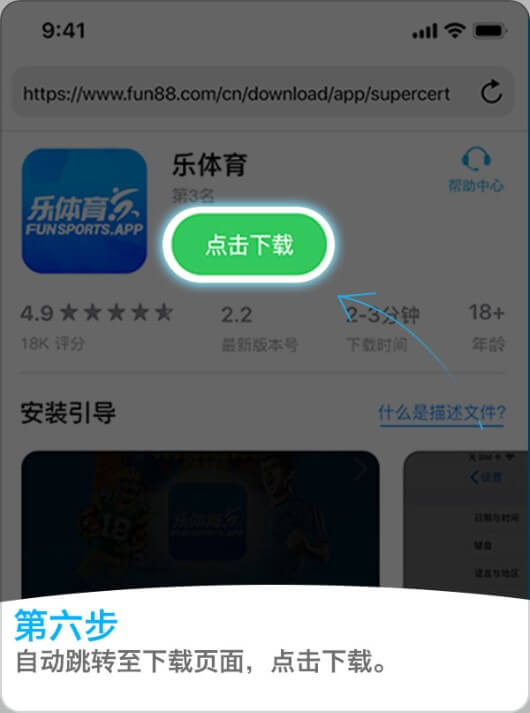 9:41
https://www.fun88.com/cn/download/app/supercert
乐体育
第3名
帮助中心
乐体育
FUNSPORTS.APP
点击下载
4.9
2.2
2-3分钟
18+
18K 评分
最新版本号
下载时间
年龄
安装引导
什么是描述文件?
乐体育
日期与时间
键盘
语言与地区
第六步
自动跳转至下载页面，点击下载。